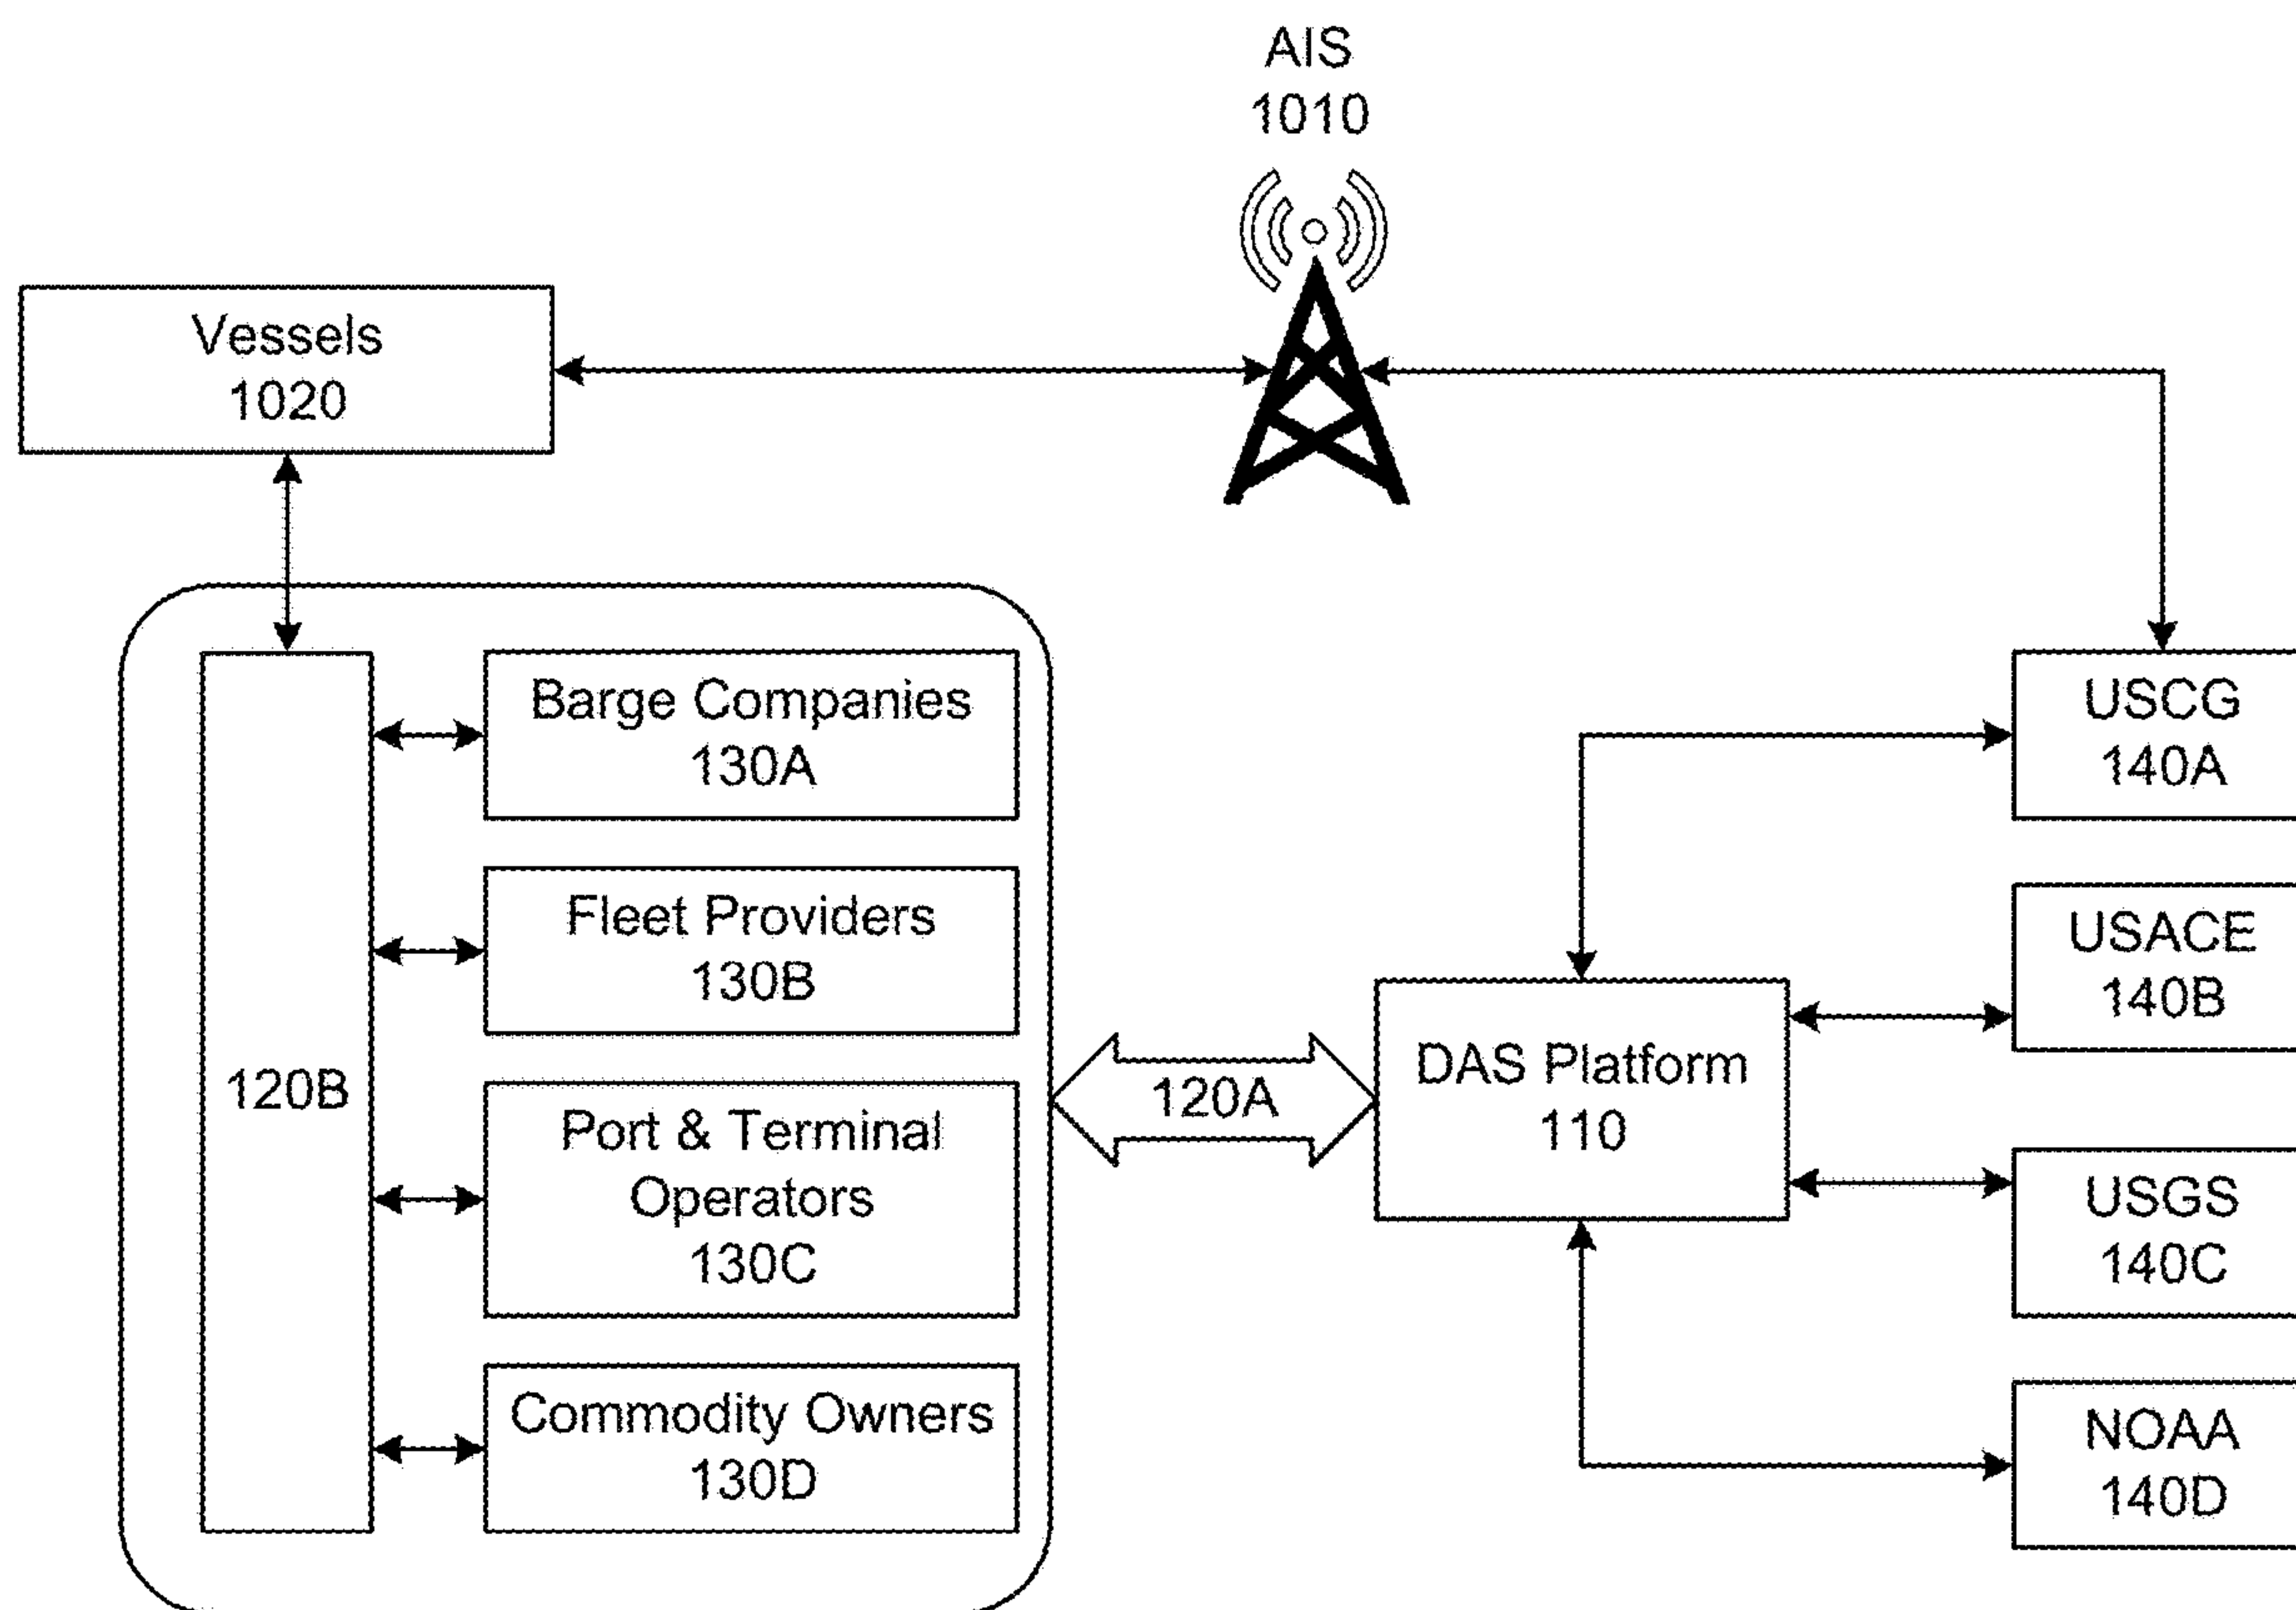 AIS
1010
Vessels
1020
120B
Barge Companies
130A
Fleet Providers
130B
Port & Terminal
Operators
130C
Commodity Owners
130D
120A
DAS Platform
110
USCG
140A
USACE
140B
USGS
140C
NOAA
140D